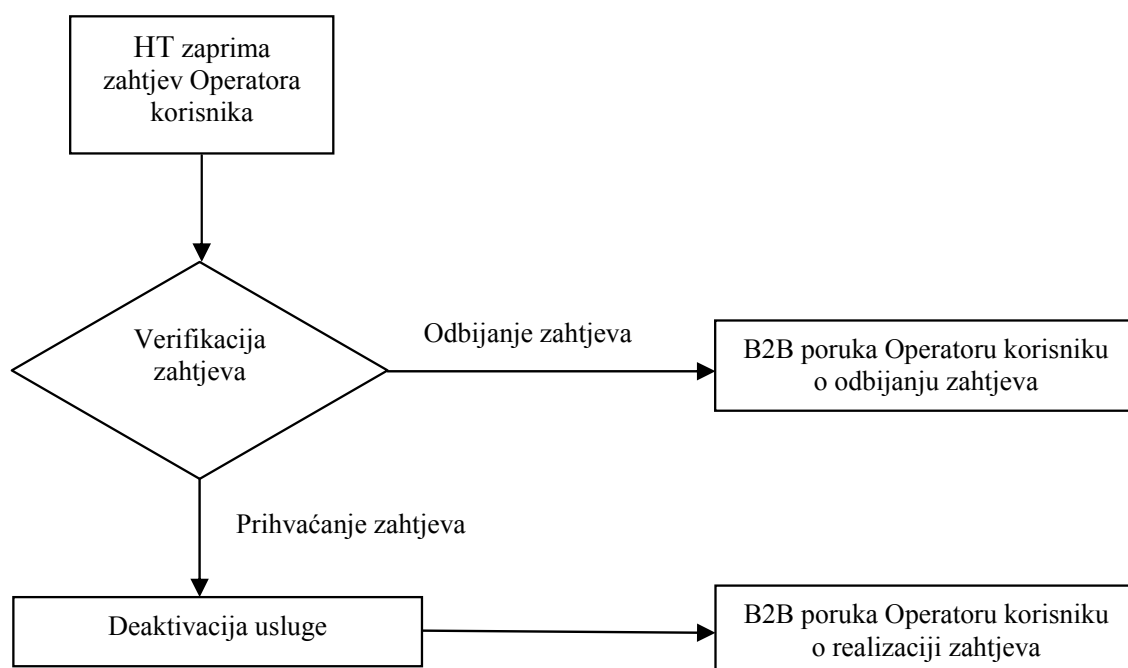 HT zaprima
zahtjev Operatora
korisnika
Verifikacija
zahtjeva
Odbijanje zahtjeva
B2B poruka Operatoru korisniku
o odbijanju zahtjeva
Prihvaćanje zahtjeva
Deaktivacija usluge
B2B poruka Operatoru korisniku
o realizaciji zahtjeva